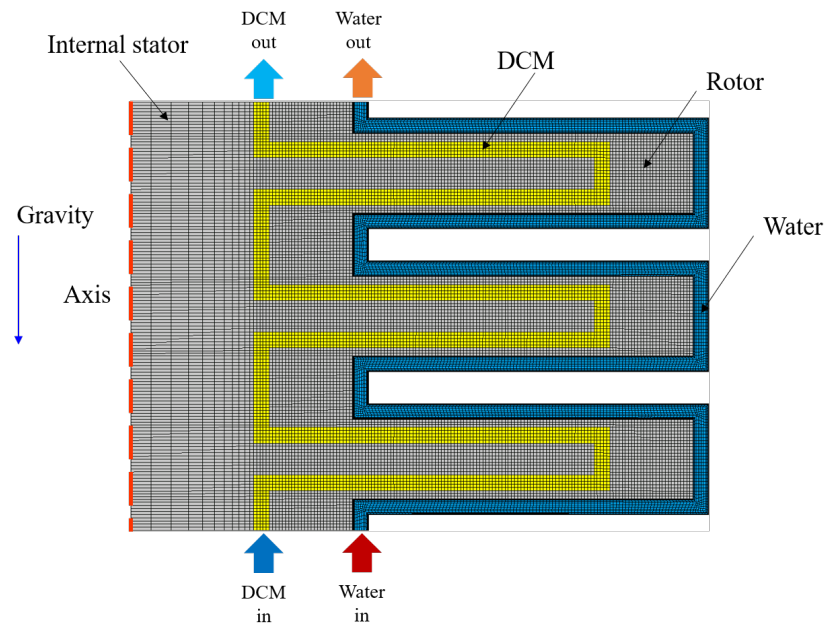 DCM
out
Water
out
Internal stator
DCM
Rotor
Gravity
Water
Axis
DCM
in
Water
in